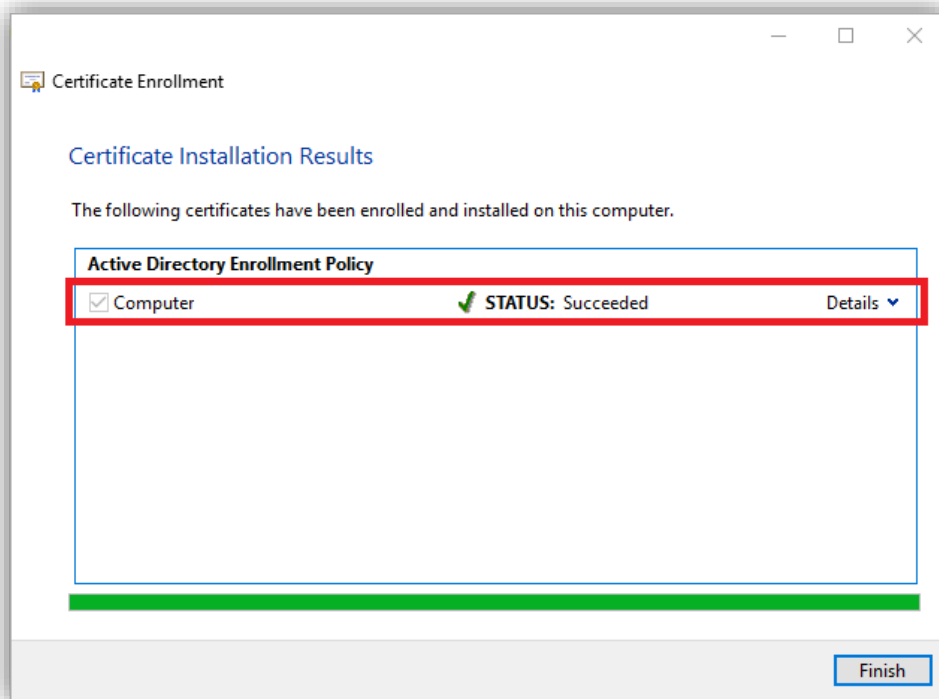 Certificate Enrollment
Certificate Installation Results
The following certificates have been enrolled and installed on this computer.
Active Directory Enrollment Policy
Computer STATUS: Succeeded Details
Finish